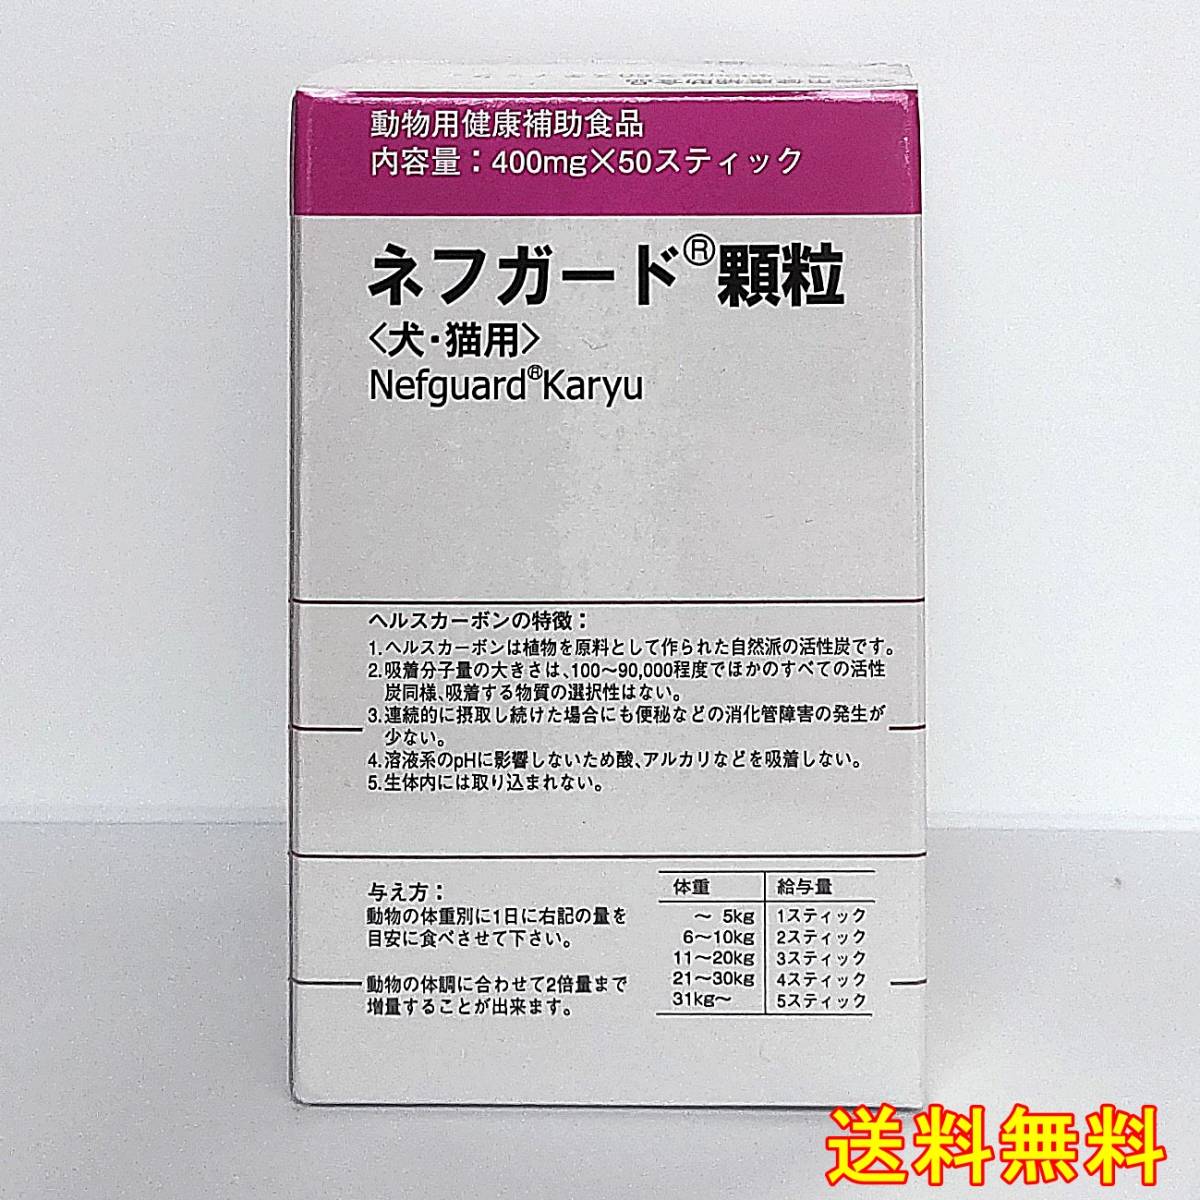 動物用健康補助食品
内容量：400mg×50スティック
ネフガード®顆粒
〈犬・猫用〉
Nefguard®Karyu
ヘルスカーボンの特徴：
1.ヘルスカーボンは植物を原料として作られた自然派の活性炭です。
2.吸着分子量の大きさは、100〜90,000程度でほかのすべての活性
炭同様、吸着する物質の選択性はない。
3.連続的に摂取し続けた場合にも便秘などの消化管障害の発生が
少ない。
4.溶液系のpHに影響しないため酸、アルカリなどを吸着しない。
5.生体内には取り込まれない。
与え方：
動物の体重別に1日に右記の量を
目安に食べさせて下さい。
動物の体調に合わせて2倍量まで
増量することが出来ます。
体重 給与量
〜5kg 1スティック
6〜10kg 2スティック
11〜20kg 3スティック
21〜30kg 4スティック
31kg〜 5スティック
送料無料